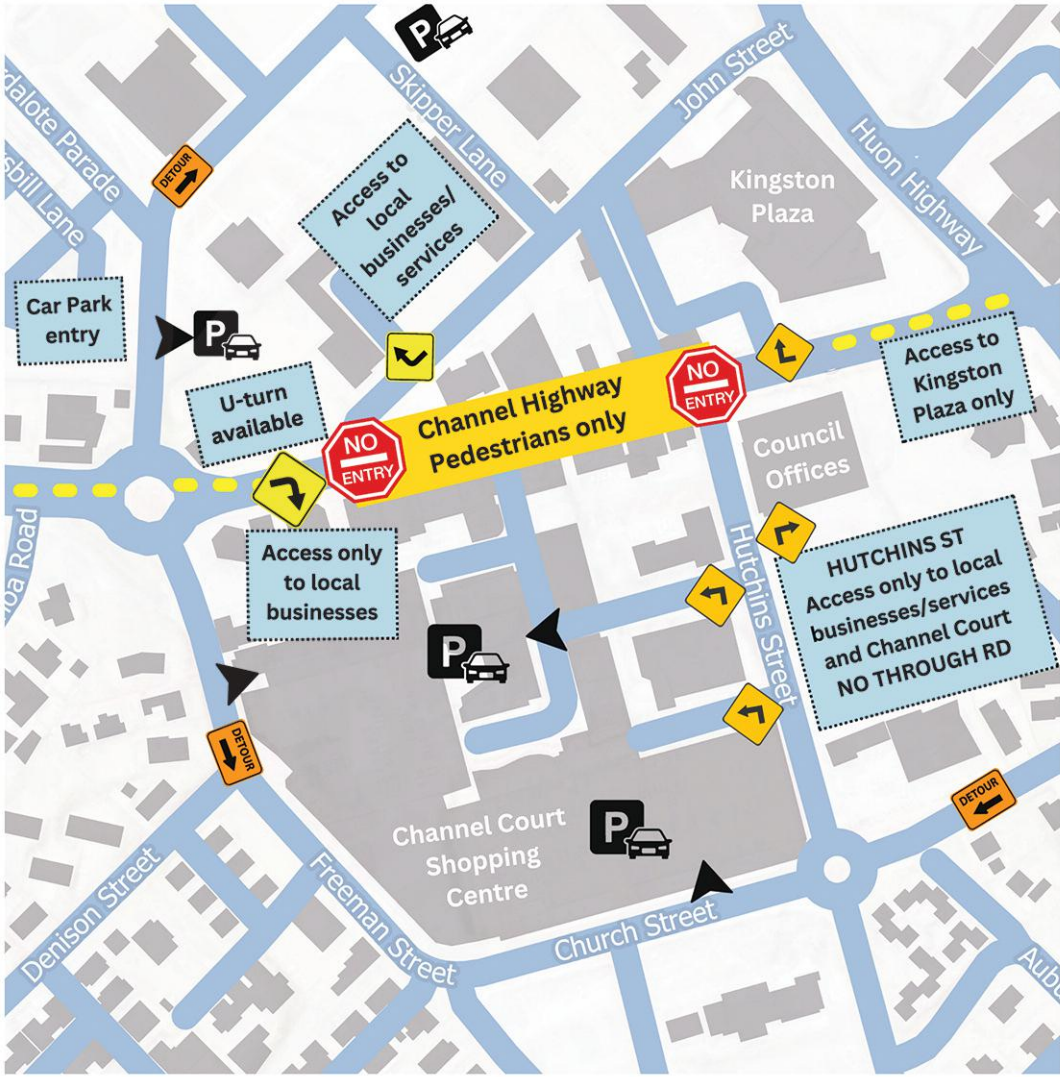 P
Skipper Lane
John Street
Huon Highway
Parade
Lane
DETOUR
Access to
local
businesses/
services
Kingston
Plaza
Car Park
entry
P
U-turn
available
NO
ENTRY
Channel Highway
Pedestrians only
NO
ENTRY
Access to
Kingston
Plaza only
Council
Offices
Road
Access only
to local
businesses
Hutchins Street
HUTCHINS ST
Access only to local
businesses/services
and Channel Court
NO THROUGH RD
P
DETOUR
DETOUR
P
Channel Court
Shopping
Centre
Denison Street
Freeman Street
Church Street